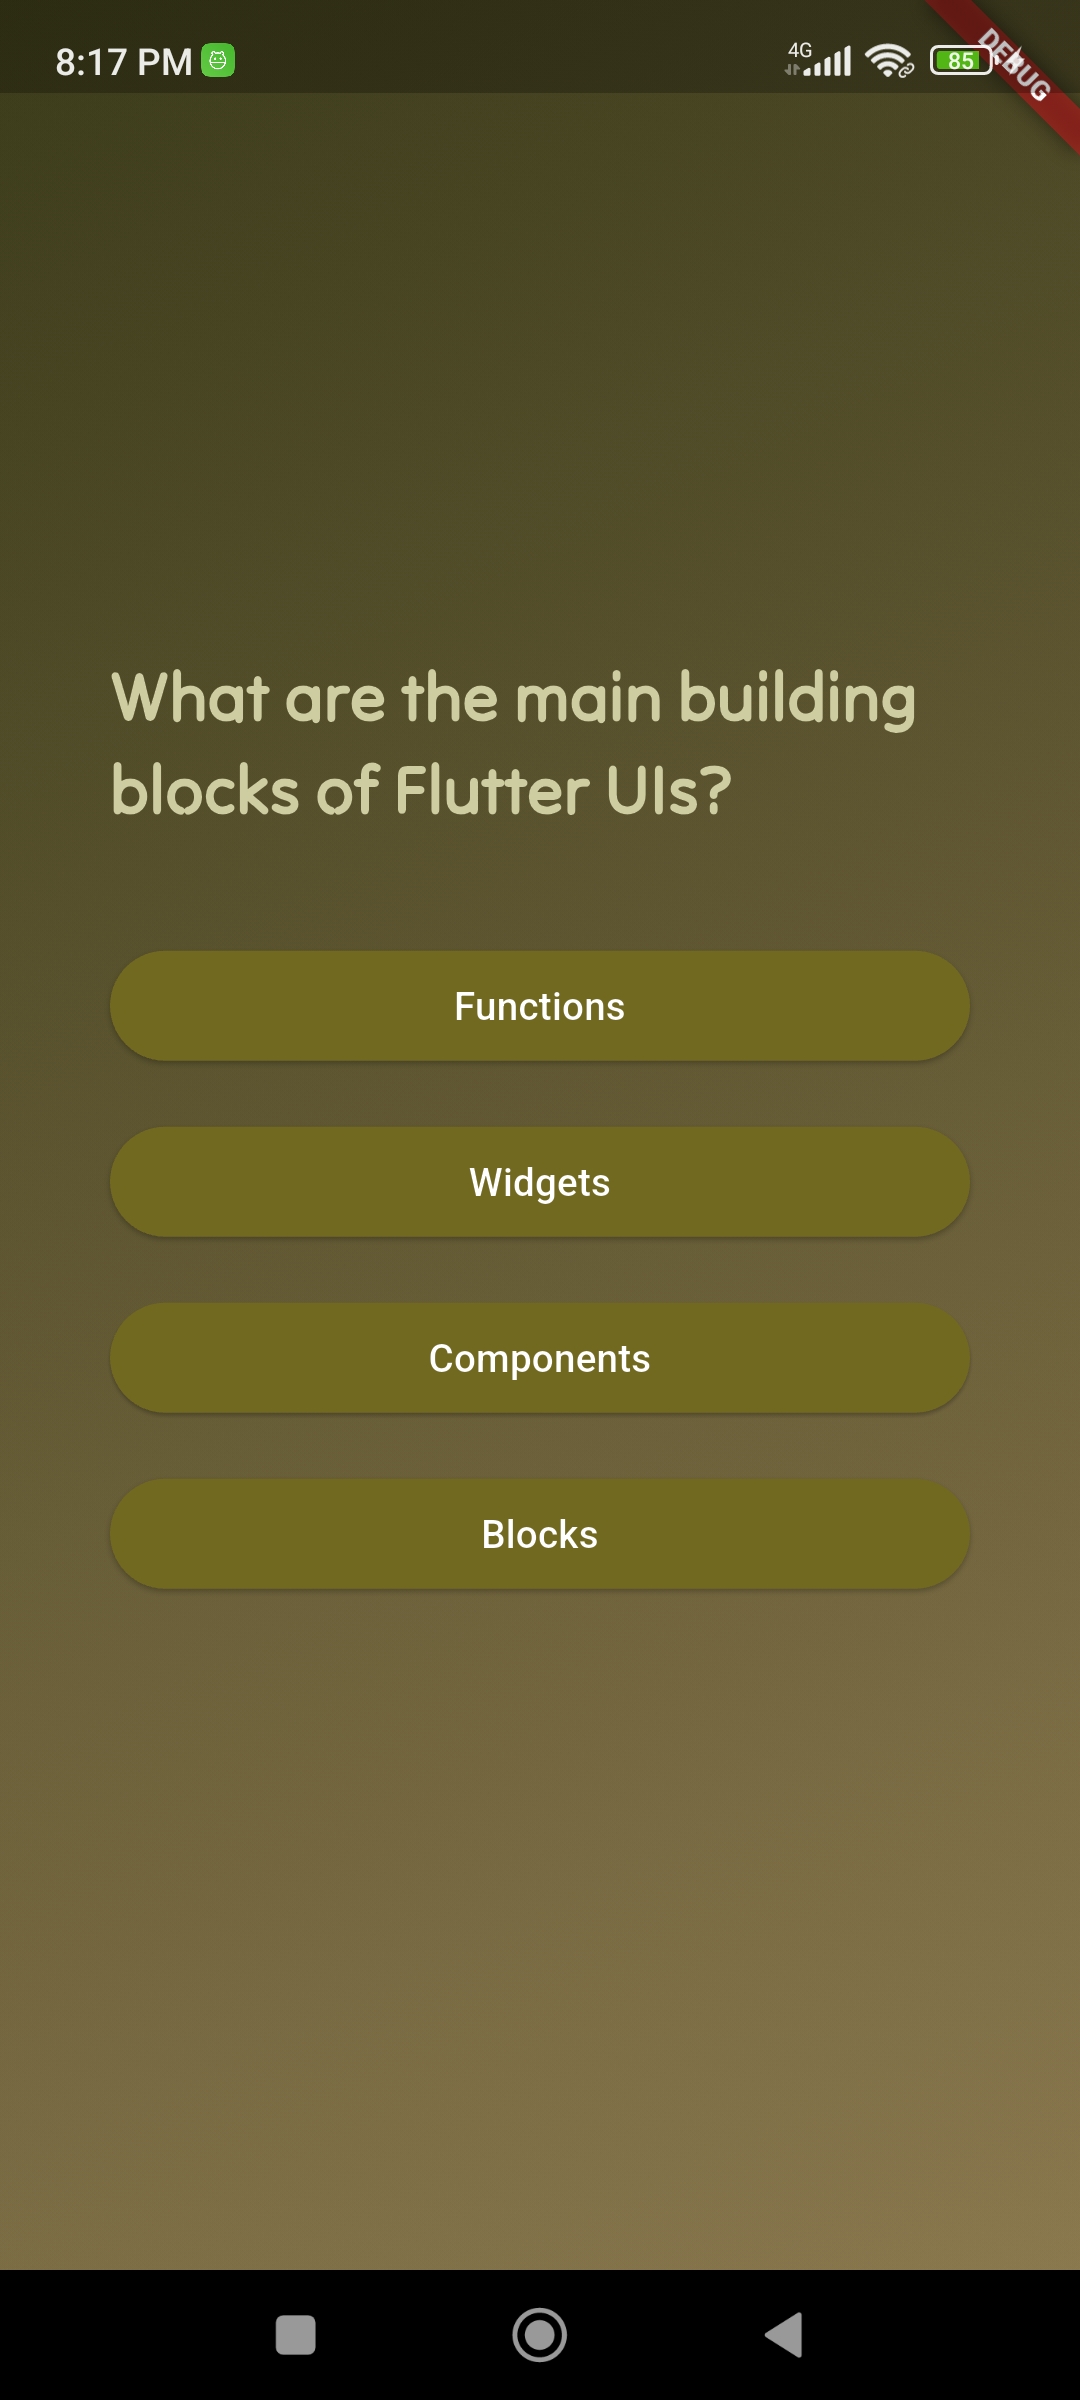 8:17 PM
4G
85
DEBUG
What are the main building
blocks of Flutter UIs?
Functions
Widgets
Components
Blocks